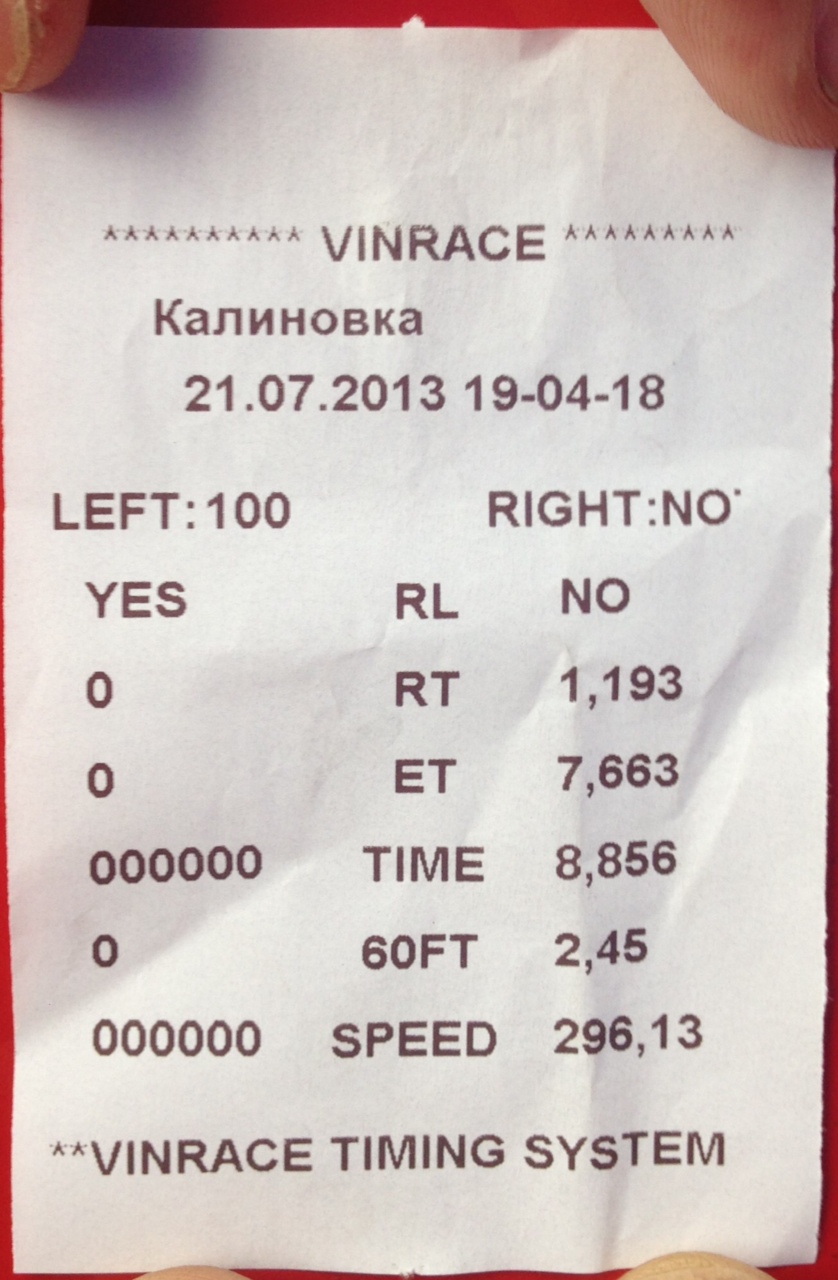 ********** VINRACE *********
Калиновка
21.07.2013 19-04-18
LEFT:100 RIGHT:NO
YES RL NO
0 RT 1,193
0 ET 7,663
000000 TIME 8,856
0 60FT 2,45
000000 SPEED 296,13
**VINRACE TIMING SYSTEM